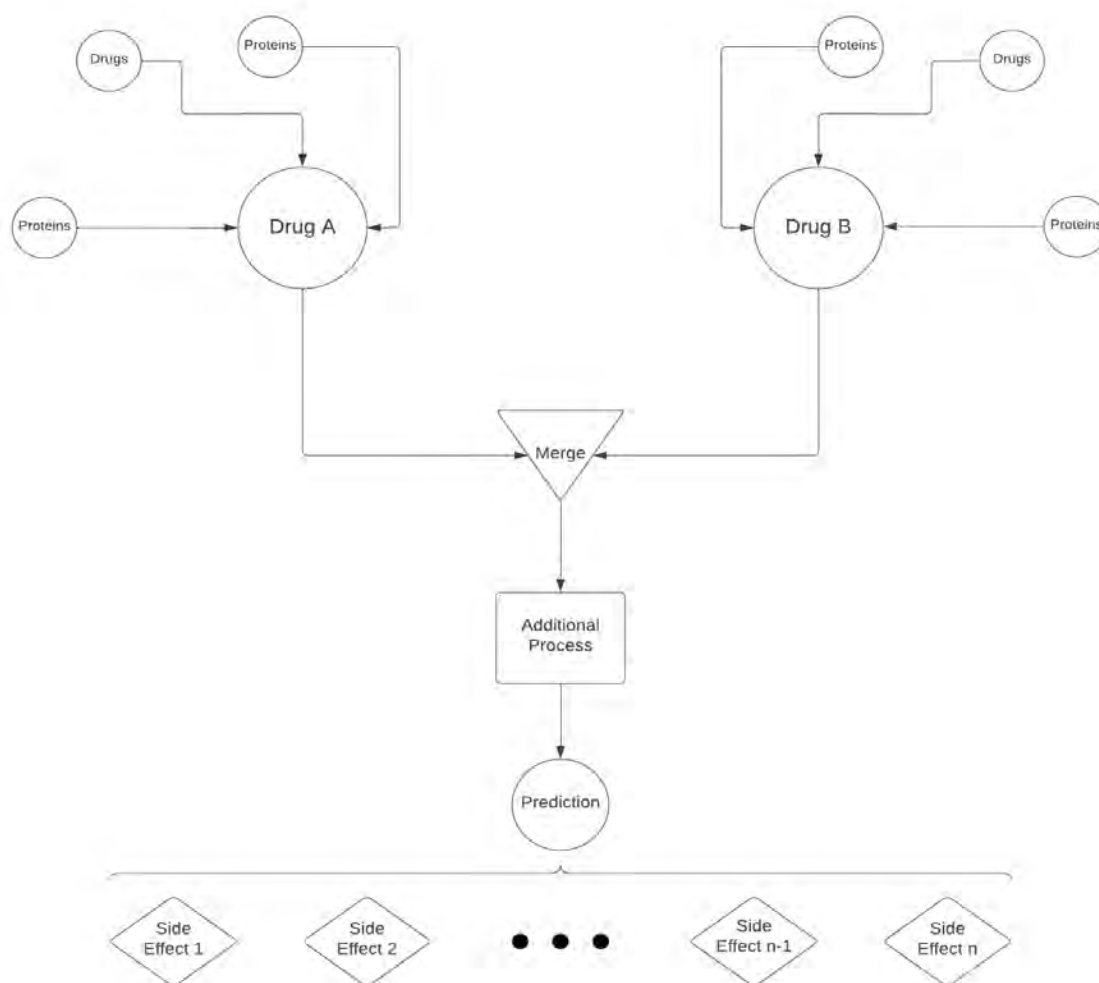 Proteins
Proteins
Drugs
Drugs
Drug A
Drug B
Proteins
Proteins
Merge
Additional
Process
Prediction
Side
Effect 1
Side
Effect 2
Side
Effect n-1
Side
Effect n